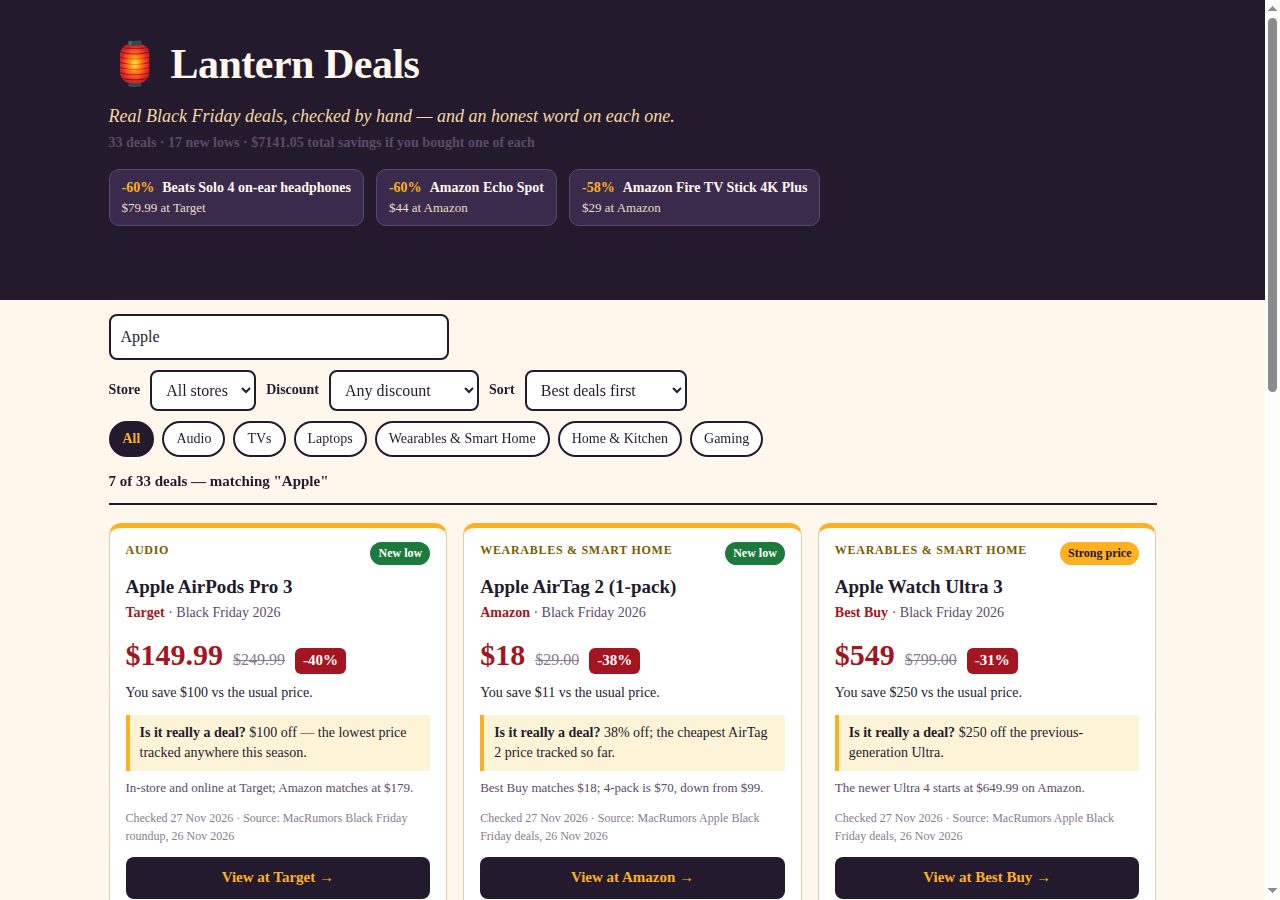 Lantern Deals
Real Black Friday deals, checked by hand — and an honest word on each one.
33 deals · 17 new lows · $7141.05 total savings if you bought one of each
-60% Beats Solo 4 on-ear headphones
$79.99 at Target
-60% Amazon Echo Spot
$44 at Amazon
-58% Amazon Fire TV Stick 4K Plus
$29 at Amazon
Apple
Store All stores Discount Any discount Sort Best deals first
All Audio TVs Laptops Wearables & Smart Home Home & Kitchen Gaming
7 of 33 deals — matching "Apple"
AUDIO New low
Apple AirPods Pro 3
Target · Black Friday 2026
$149.99 $249.99 -40%
You save $100 vs the usual price.
Is it really a deal? $100 off — the lowest price
tracked anywhere this season.
In-store and online at Target; Amazon matches at $179.
Checked 27 Nov 2026 · Source: MacRumors Black Friday
roundup, 26 Nov 2026
View at Target →
WEARABLES & SMART HOME New low
Apple AirTag 2 (1-pack)
Amazon · Black Friday 2026
$18 $29.00 -38%
You save $11 vs the usual price.
Is it really a deal? 38% off; the cheapest AirTag
2 price tracked so far.
Best Buy matches $18; 4-pack is $70, down from $99.
Checked 27 Nov 2026 · Source: MacRumors Apple Black
Friday deals, 26 Nov 2026
View at Amazon →
WEARABLES & SMART HOME Strong price
Apple Watch Ultra 3
Best Buy · Black Friday 2026
$549 $799.00 -31%
You save $250 vs the usual price.
Is it really a deal? $250 off the previous-
generation Ultra.
The newer Ultra 4 starts at $649.99 on Amazon.
Checked 27 Nov 2026 · Source: MacRumors Apple Black
Friday deals, 26 Nov 2026
View at Best Buy →